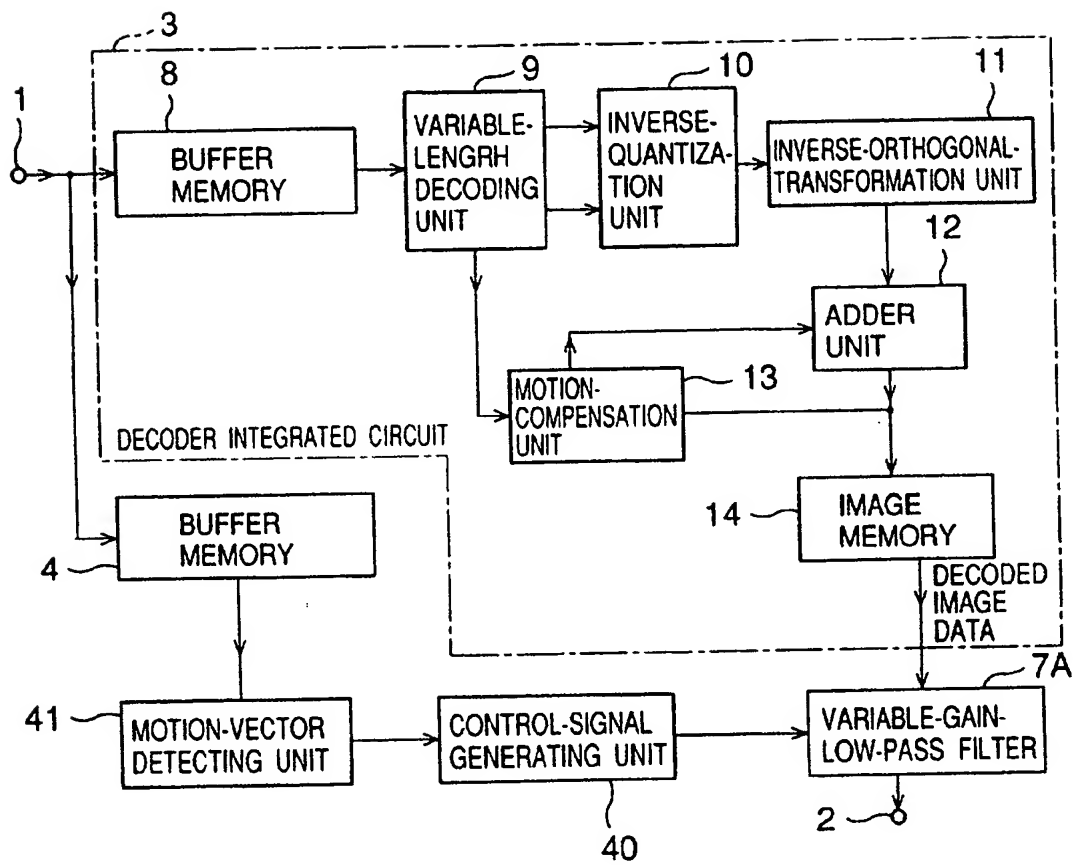 3
8
9
10
11
1
BUFFER
MEMORY
VARIABLE-
LENGRH
DECODING
UNIT
INVERSE-
QUANTIZA-
TION
UNIT
INVERSE-ORTHOGONAL-
TRANSFORMATION UNIT
12
ADDER
UNIT
13
MOTION-
COMPENSATION
UNIT
DECODER INTEGRATED CIRCUIT
BUFFER
MEMORY
4
14
IMAGE
MEMORY
DECODED
IMAGE
DATA
7A
41
MOTION-VECTOR
DETECTING UNIT
CONTROL-SIGNAL
GENERATING UNIT
VARIABLE-GAIN-
LOW-PASS FILTER
40
2